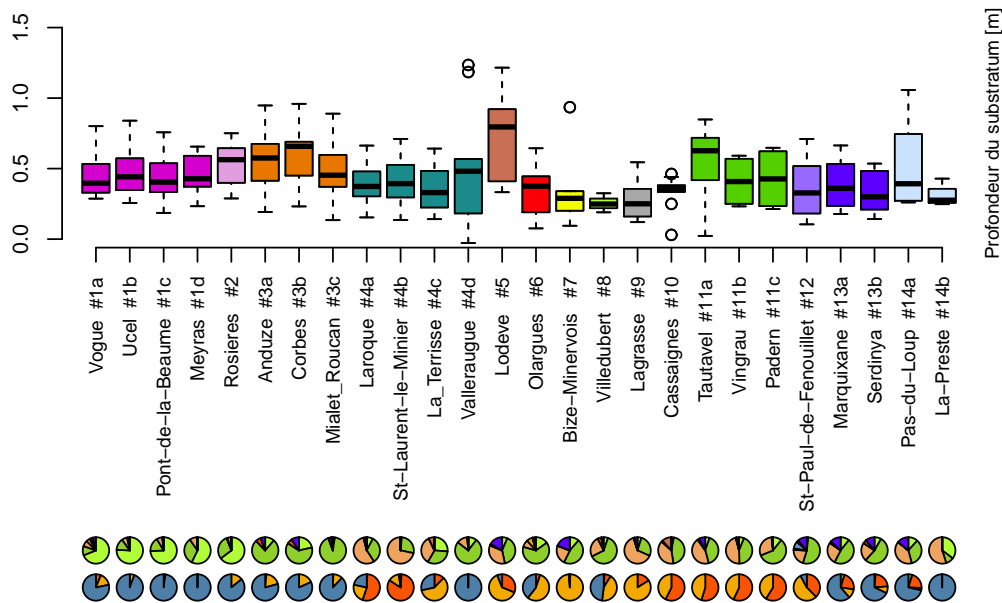 1.5
1.0
0.5
0.0
Profondeur du substratum [m]
Vogue #1a
Ucel #1b
Pont−de−la−Beaume #1c
Meyras #1d
Rosieres #2
Anduze #3a
Corbes #3b
Mialet_Roucan #3c
Laroque #4a
St−Laurent−le−Minier #4b
La_Terrisse #4c
Valleraugue #4d
Lodeve #5
Olargues #6
Bize−Minervois #7
Villedubert #8
Lagrasse #9
Cassaignes #10
Tautavel #11a
Vingrau #11b
Padern #11c
St−Paul−de−Fenouillet #12
Marquixane #13a
Serdinya #13b
Pas−du−Loup #14a
La−Preste #14b